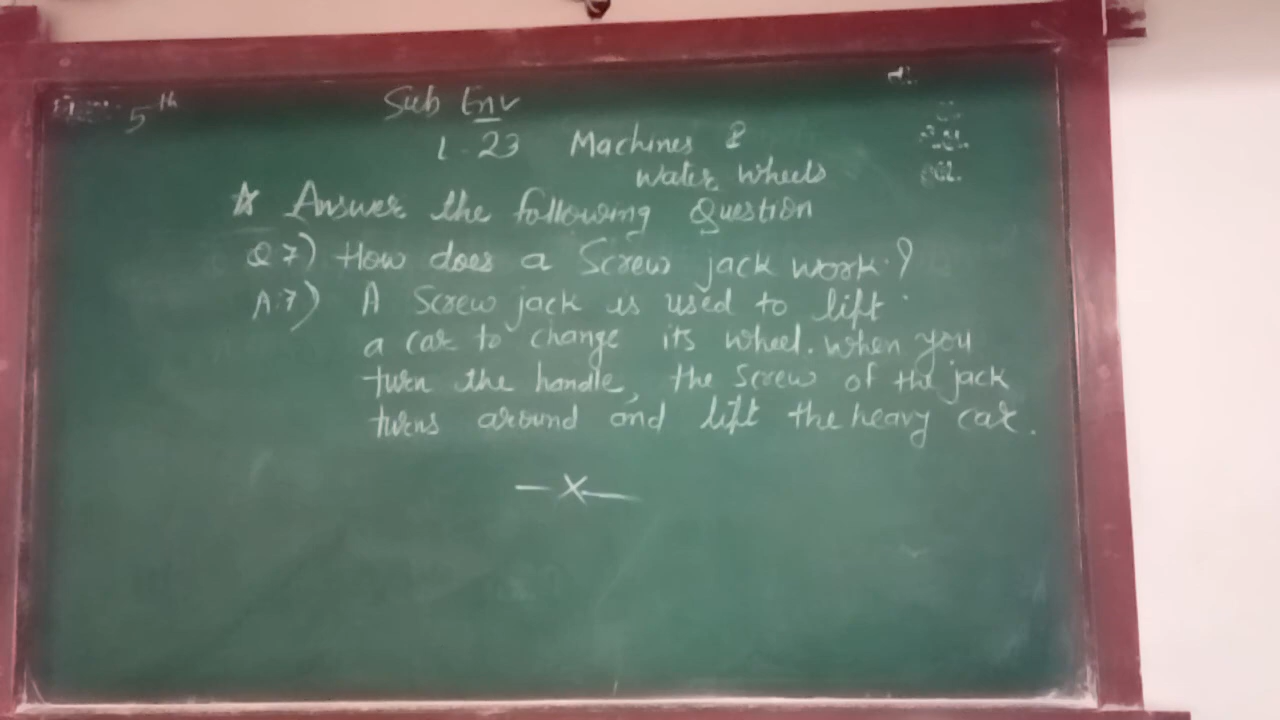 5th
Sub Env
L-23 Machines &
Water Wheels
☆ Answer the following Question
Q 7) How does a Screw jack work?
A.7) A Screw jack is used to lift
a car to change its wheel. When you
turn the handle, the screw of the jack
turns around and lift the heavy car.
—x—